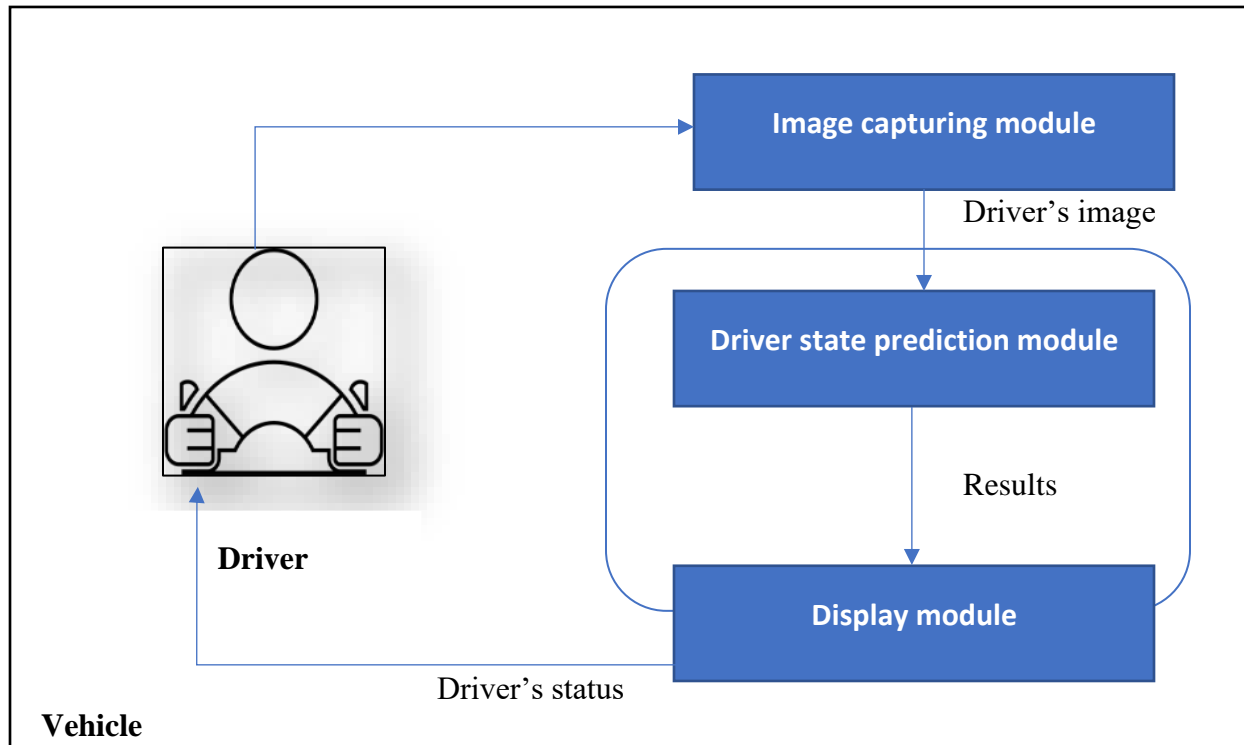 Image capturing module
Driver’s image
Driver state prediction module
Results
Driver
Display module
Driver’s status
Vehicle